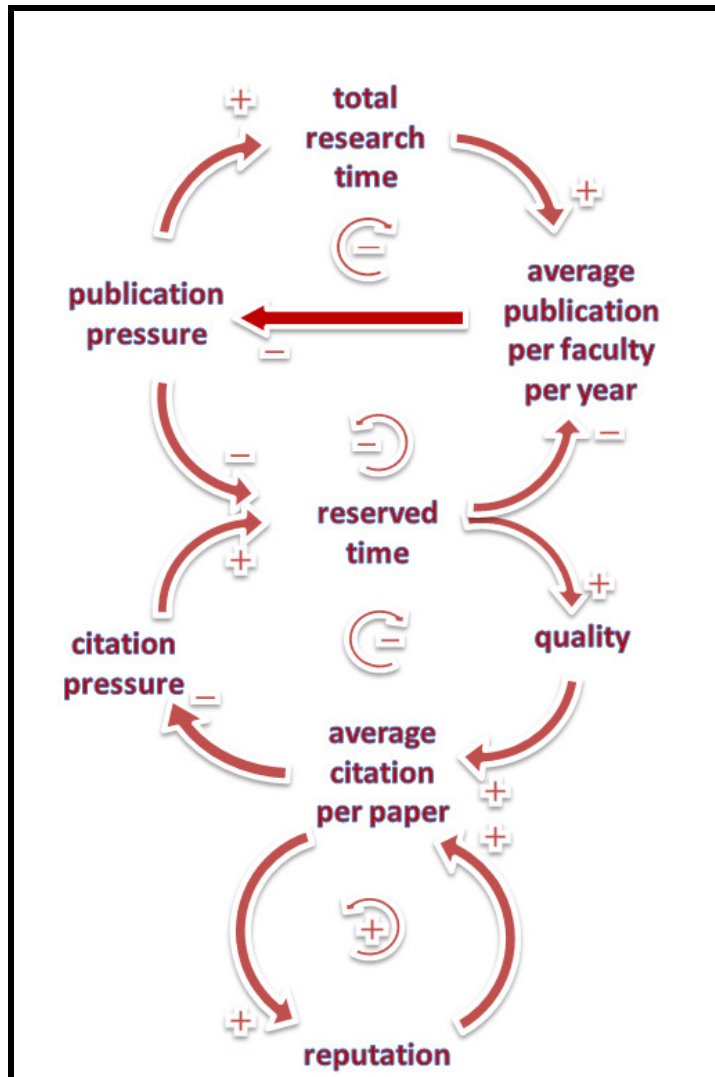 +
total
research
time
+
−
publication
pressure
average
publication
per faculty
per year
−
−
−
−
−
reserved
time
+
+
−
quality
citation
pressure
−
average
citation
per paper
+
+
+
+
reputation